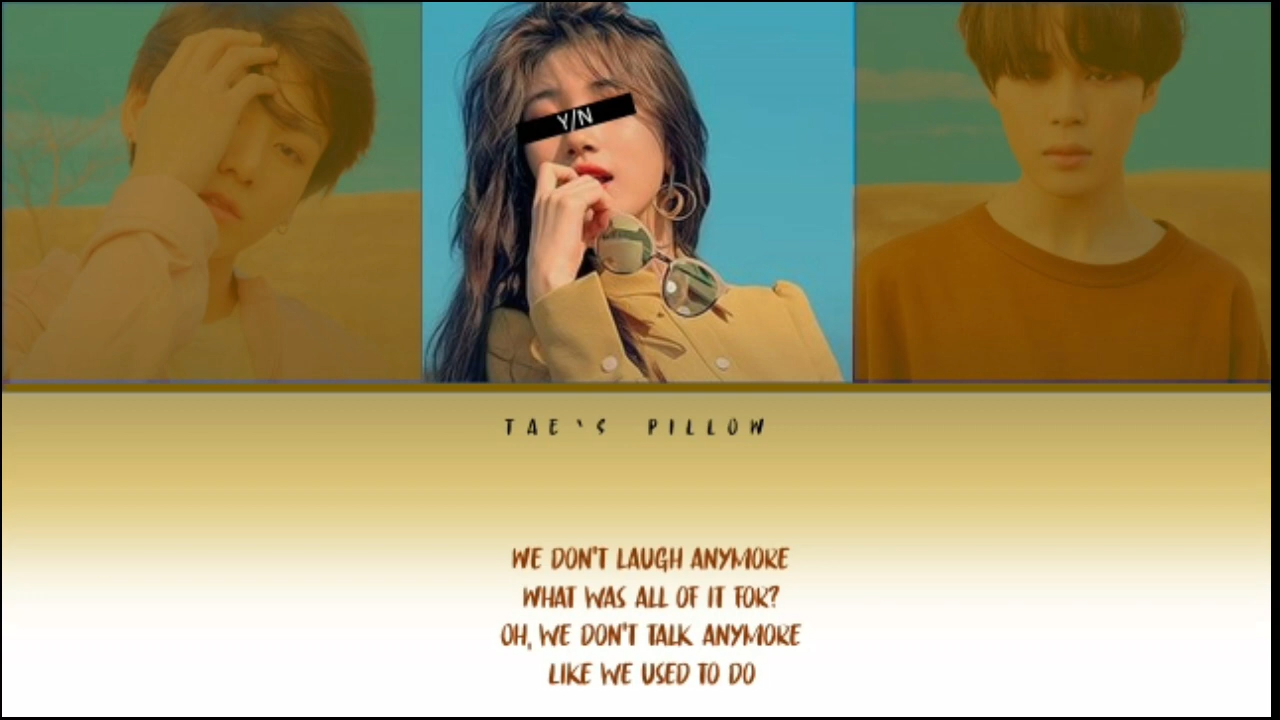 Y/N
TAE`S PILLOW
WE DON'T LAUGH ANYMORE
WHAT WAS ALL OF IT FOR?
OH, WE DON'T TALK ANYMORE
LIKE WE USED TO DO